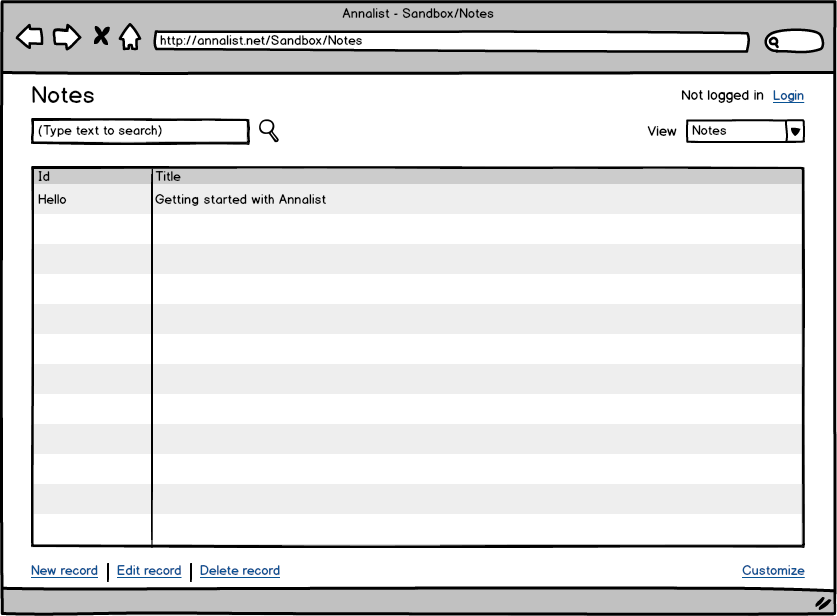 Annalist - Sandbox/Notes
http://annalist.net/Sandbox/Notes
Notes
Not logged in Login
(Type text to search)
View Notes
Id Title
Hello Getting started with Annalist
New record Edit record Delete record Customize